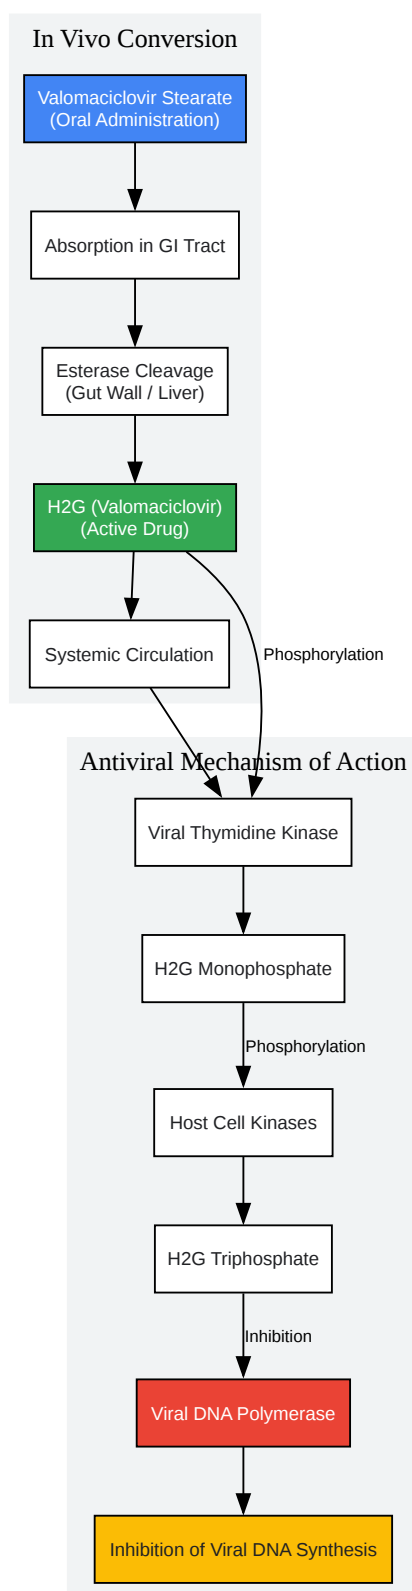 In Vivo Conversion
Valomaciclovir Stearate
(Oral Administration)
Absorption in GI Tract
Esterase Cleavage
(Gut Wall / Liver)
H2G (Valomaciclovir)
(Active Drug)
Systemic Circulation
Phosphorylation
Antiviral Mechanism of Action
Viral Thymidine Kinase
H2G Monophosphate
Phosphorylation
Host Cell Kinases
H2G Triphosphate
Inhibition
Viral DNA Polymerase
Inhibition of Viral DNA Synthesis